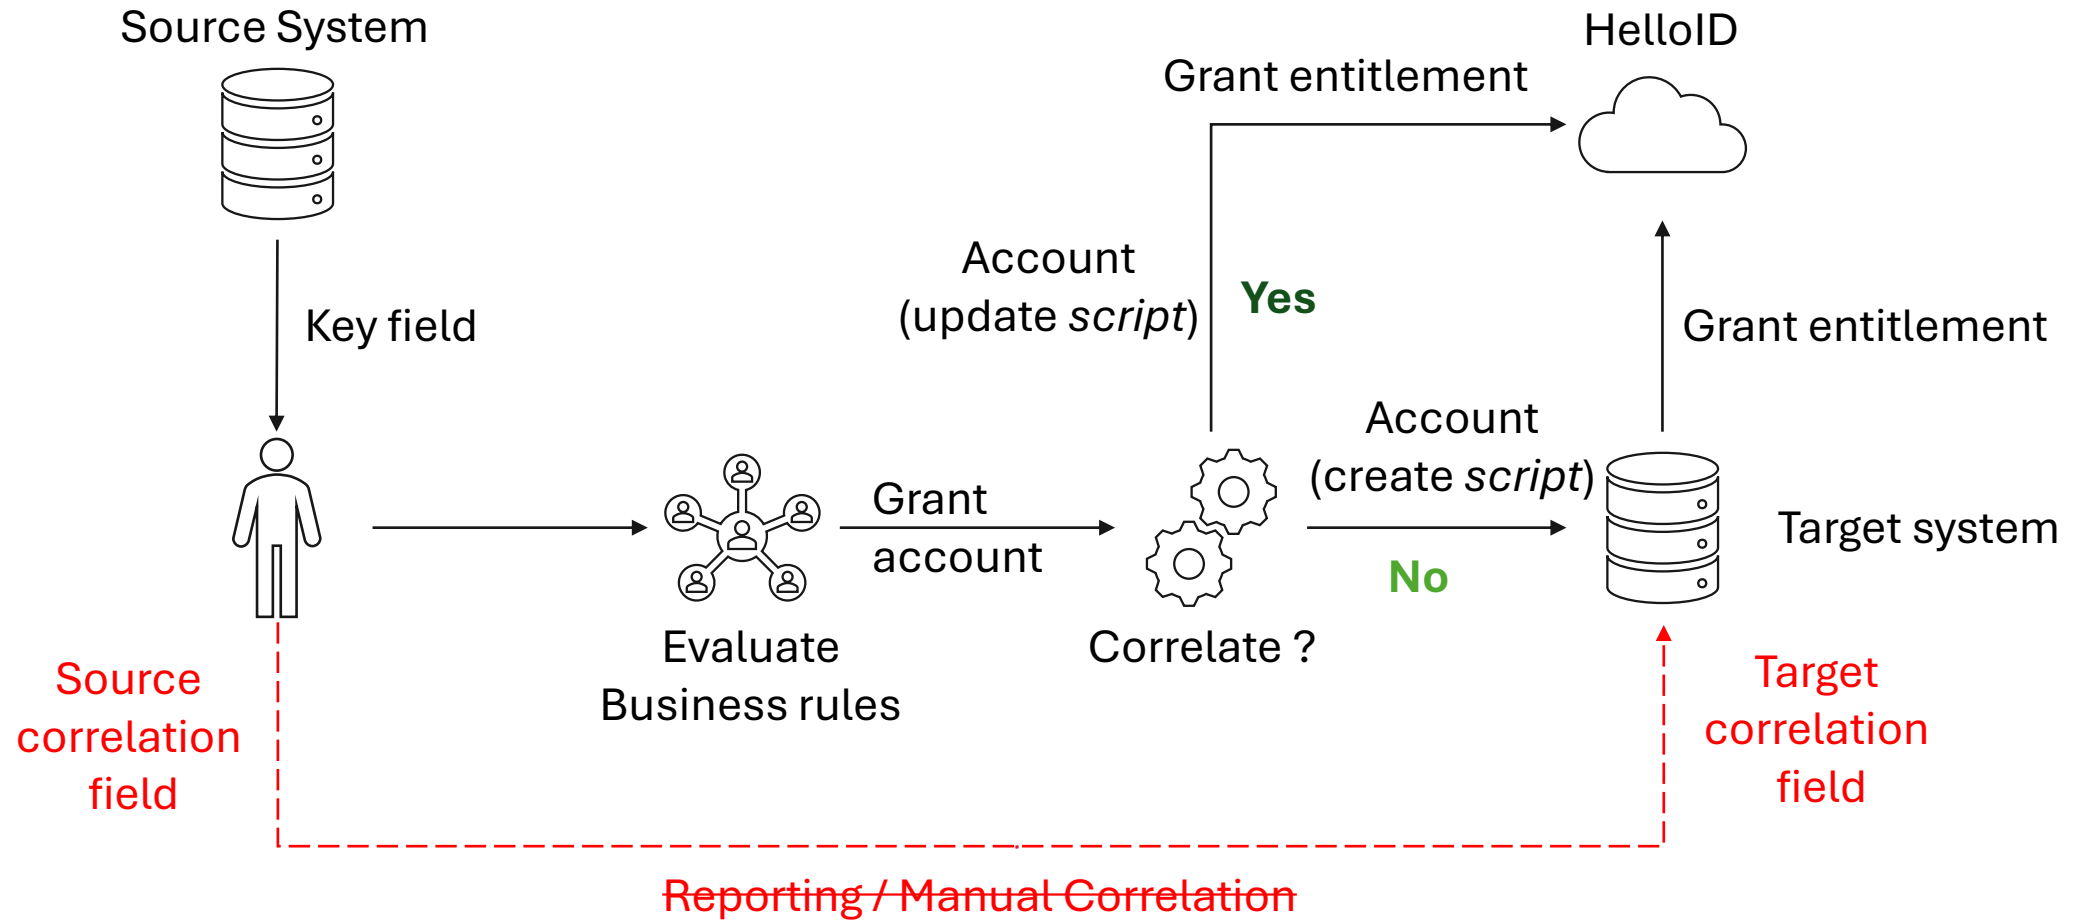 Source System
HelloID
Grant entitlement
Account
(update script)
Yes
Key field
Grant entitlement
Account
(create script)
Grant
account
No
Target system
Evaluate
Business rules
Correlate ?
Source
correlation
field
Target
correlation
field
Reporting / Manual Correlation